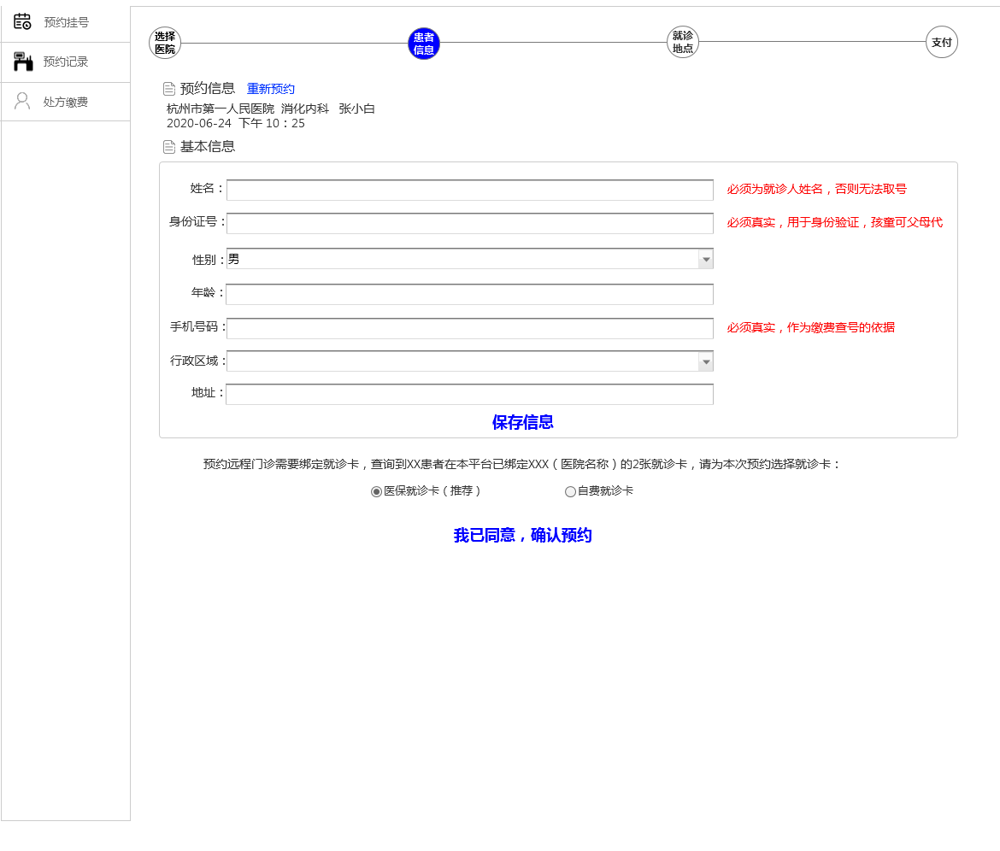 预约挂号
预约记录
处方缴费
选择
医院
患者
信息
就诊
地点
支付
预约信息 重新预约
杭州市第一人民医院 消化内科 张小白
2020-06-24 下午 10：25
基本信息
姓名： 必须为就诊人姓名，否则无法取号
身份证号： 必须真实，用于身份验证，孩童可父母代
性别：男
年龄：
手机号码： 必须真实，作为缴费查号的依据
行政区域：
地址：
保存信息
预约远程门诊需要绑定就诊卡，查询到XX患者在本平台已绑定XXX（医院名称）的2张就诊卡，请为本次预约选择就诊卡：
医保就诊卡（推荐） 自费就诊卡
我已同意，确认预约